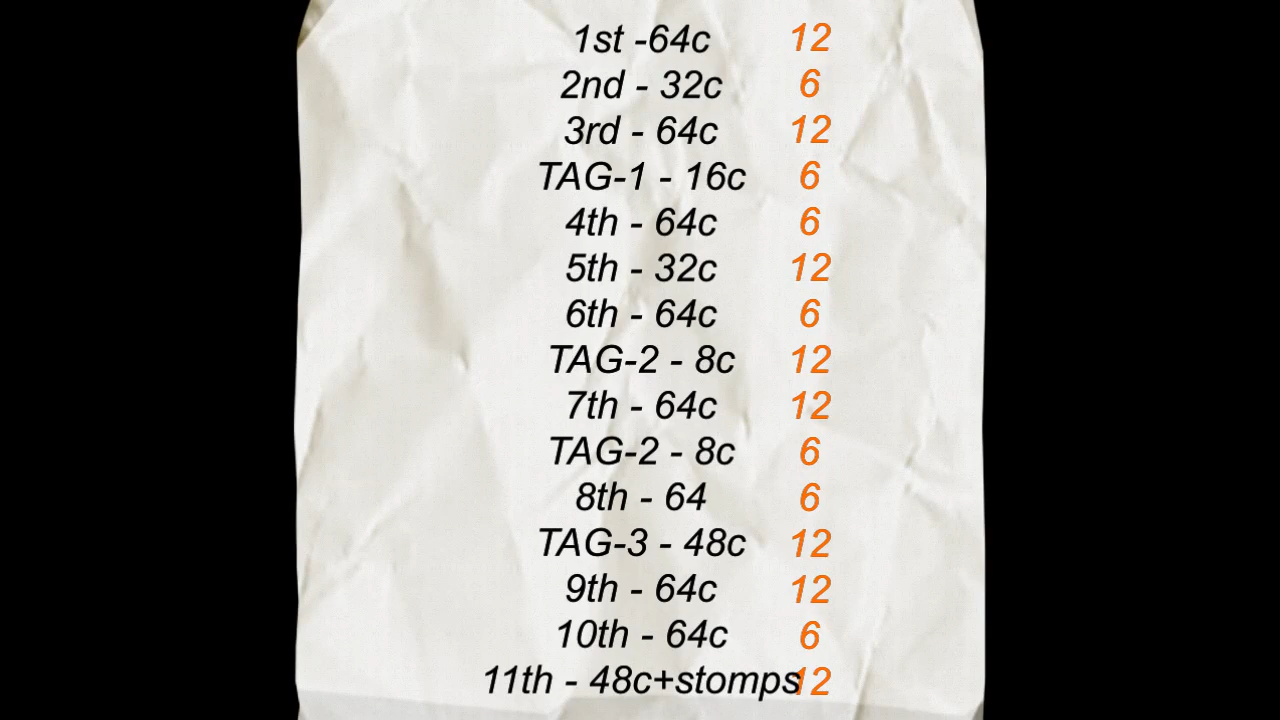 1st -64c 12
2nd - 32c 6
3rd - 64c 12
TAG-1 - 16c 6
4th - 64c 6
5th - 32c 12
6th - 64c 6
TAG-2 - 8c 12
7th - 64c 12
TAG-2 - 8c 6
8th - 64 6
TAG-3 - 48c 12
9th - 64c 12
10th - 64c 6
11th - 48c+stomps 12